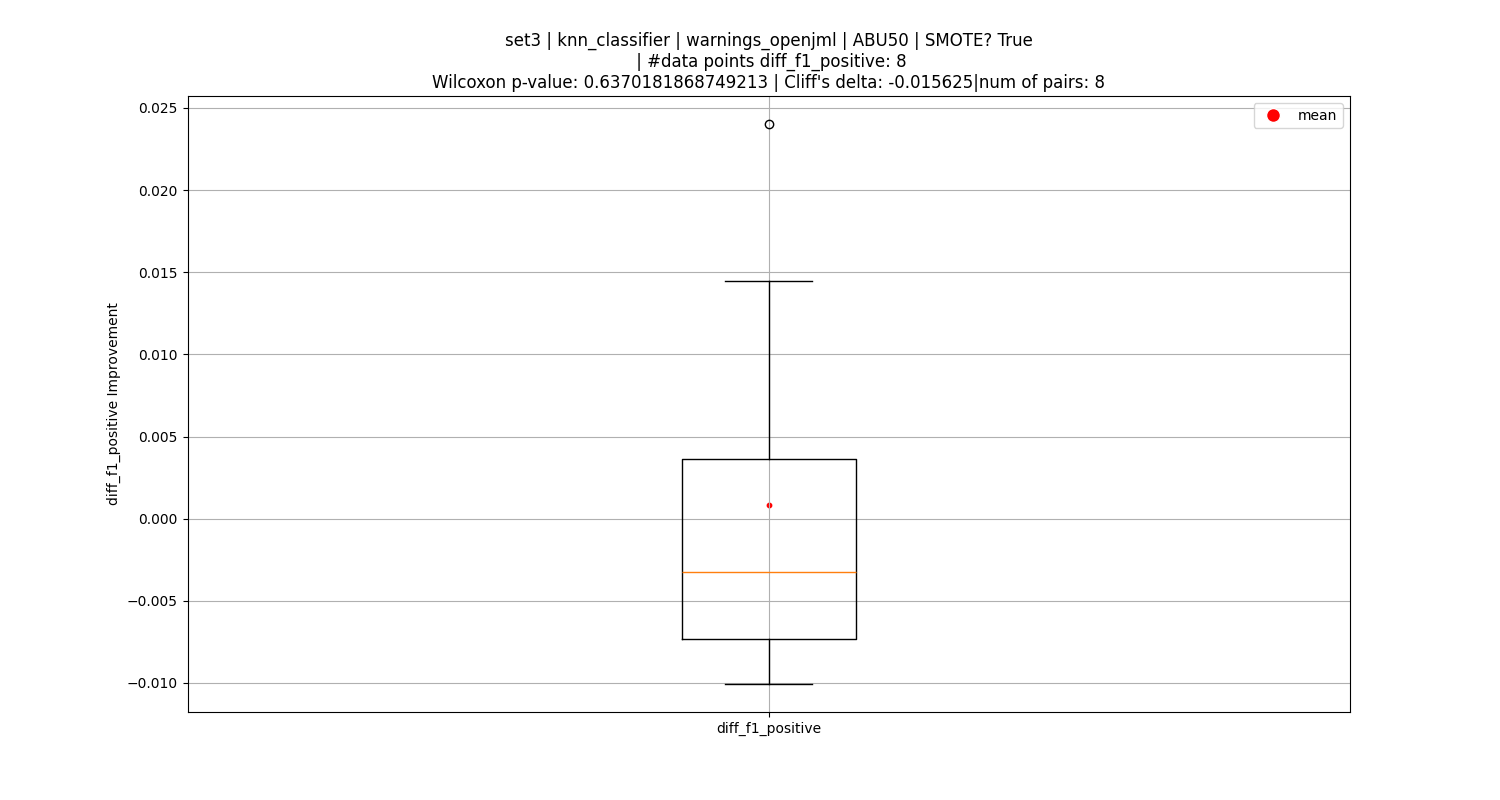 set3 | knn_classifier | warnings_openjml | ABU50 | SMOTE? True
| #data points diff_f1_positive: 8
Wilcoxon p-value: 0.6370181868749213 | Cliff's delta: -0.015625|num of pairs: 8
mean
0.025
0.020
0.015
0.010
0.005
0.000
−0.005
−0.010
diff_f1_positive Improvement
diff_f1_positive